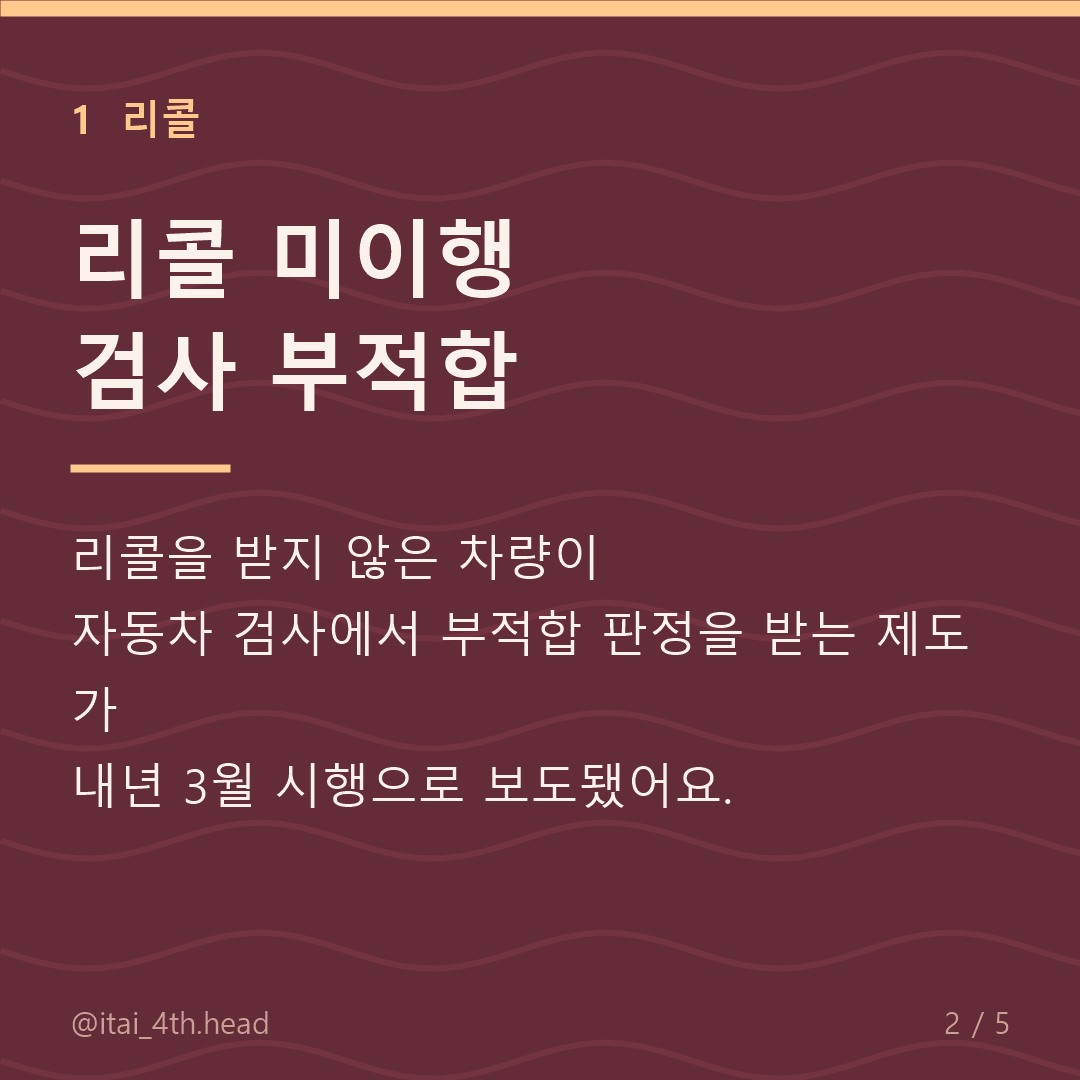 1 리콜
리콜 미이행
검사 부적합
리콜을 받지 않은 차량이
자동차 검사에서 부적합 판정을 받는 제도
가
내년 3월 시행으로 보도됐어요.
@itai_4th.head
2 / 5